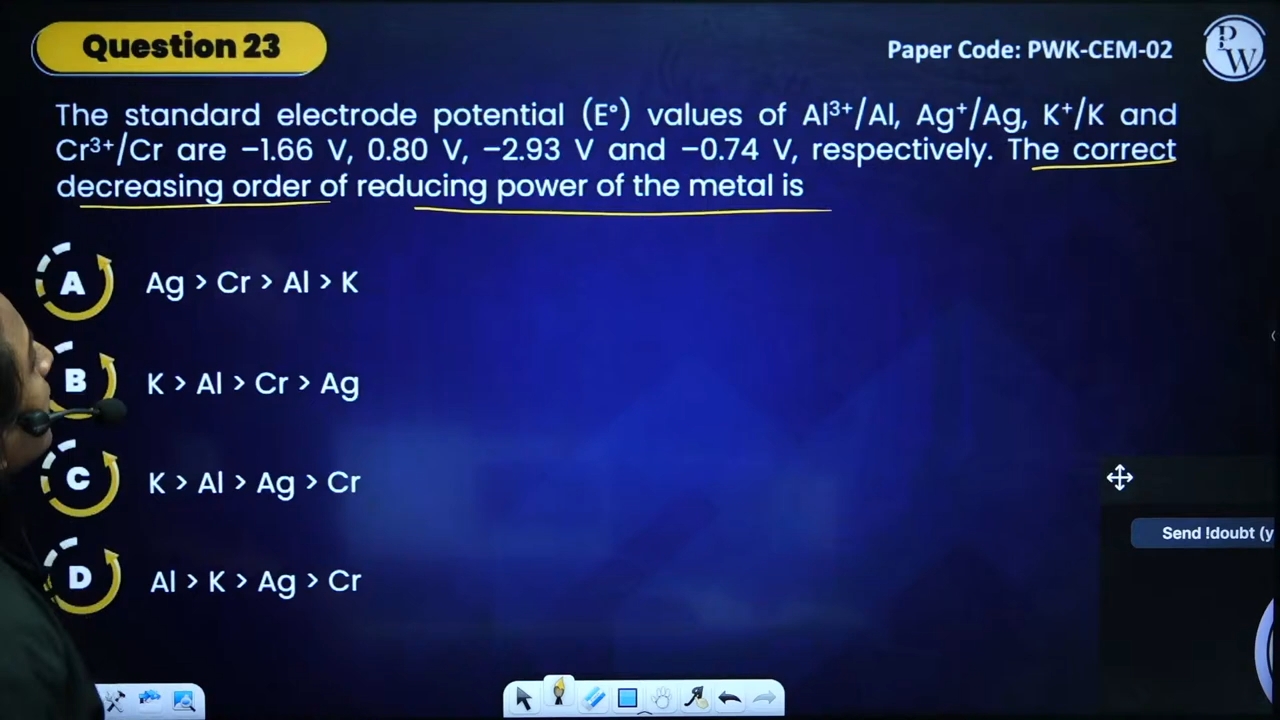 Question 23
Paper Code: PWK-CEM-02
PW
The standard electrode potential (E°) values of Al³⁺/Al, Ag⁺/Ag, K⁺/K and
Cr³⁺/Cr are –1.66 V, 0.80 V, –2.93 V and –0.74 V, respectively. The correct
decreasing order of reducing power of the metal is
A Ag > Cr > Al > K
B K > Al > Cr > Ag
C K > Al > Ag > Cr
D Al > K > Ag > Cr
Send !doubt (y